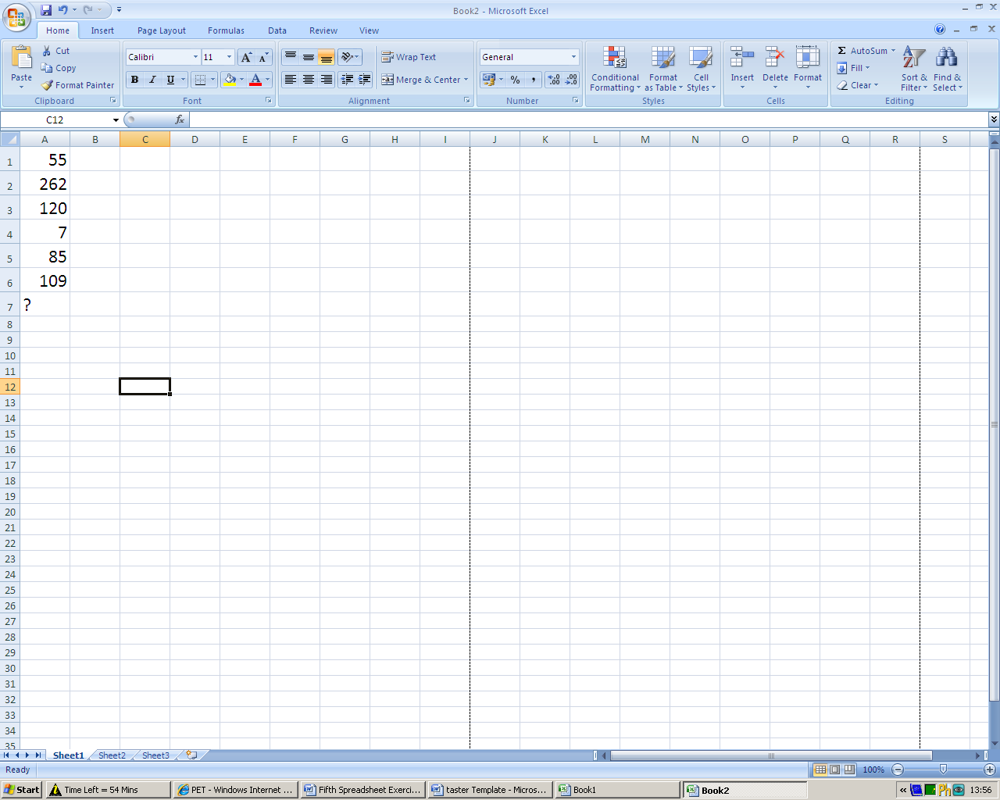 Book2 - Microsoft Excel
Home Insert Page Layout Formulas Data Review View
Paste
Cut
Copy
Format Painter
Clipboard
Calibri 11 A A
B I U A
Font
Wrap Text
Merge & Center
Alignment
General
% , .00 .0
Number
Conditional Formatting
Format as Table
Cell Styles
Styles
Insert Delete Format
Cells
Σ AutoSum
Fill
Clear
Sort & Filter
Find & Select
Editing
C12 fx
A B C D E F G H I J K L M N O P Q R S
1 55
2 262
3 120
4 7
5 85
6 109
7 ?
8
9
10
11
12
13
14
15
16
17
18
19
20
21
22
23
24
25
26
27
28
29
30
31
32
33
34
35
Sheet1 Sheet2 Sheet3
Ready 100%
Start Time Left = 54 Mins PET - Windows Internet ... Fifth Spreadsheet Exerci... taster Template - Micros... Book1 Book2 « Ph 13:56